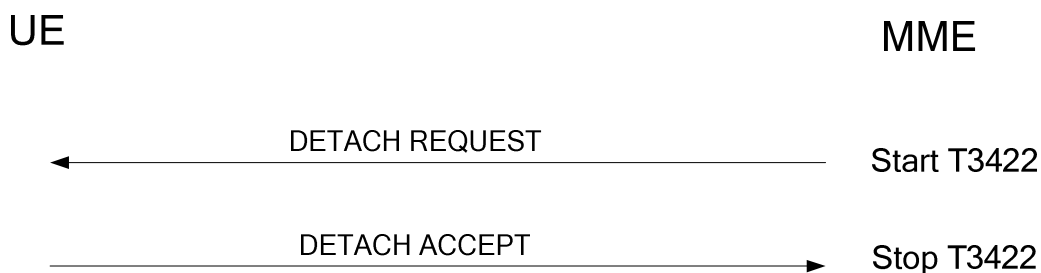 UE
MME
DETACH REQUEST
Start T3422
DETACH ACCEPT
Stop T3422